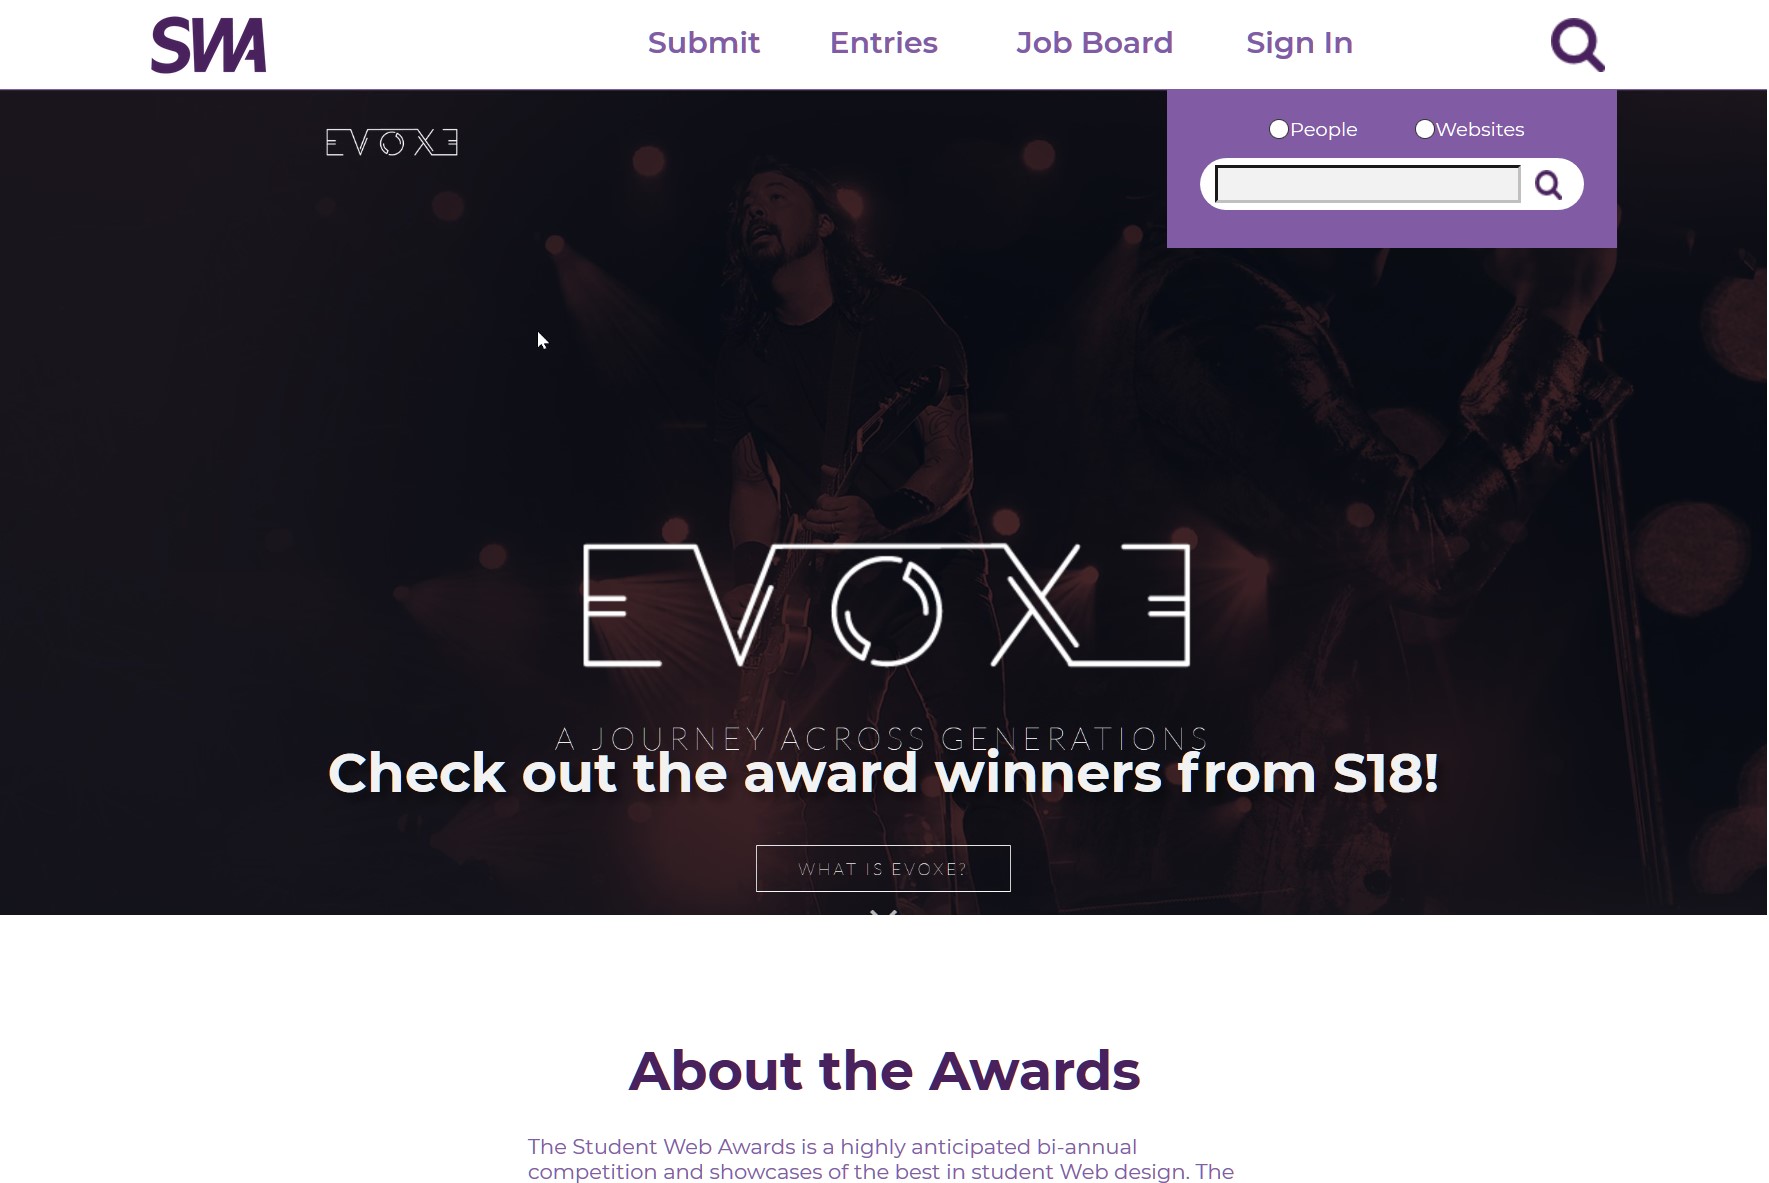 SWA
Submit Entries Job Board Sign In
People Websites
EVOXE
EVOXE
A JOURNEY ACROSS GENERATIONS
Check out the award winners from S18!
WHAT IS EVOXE?
About the Awards
The Student Web Awards is a highly anticipated bi-annual
competition and showcases of the best in student Web design. The